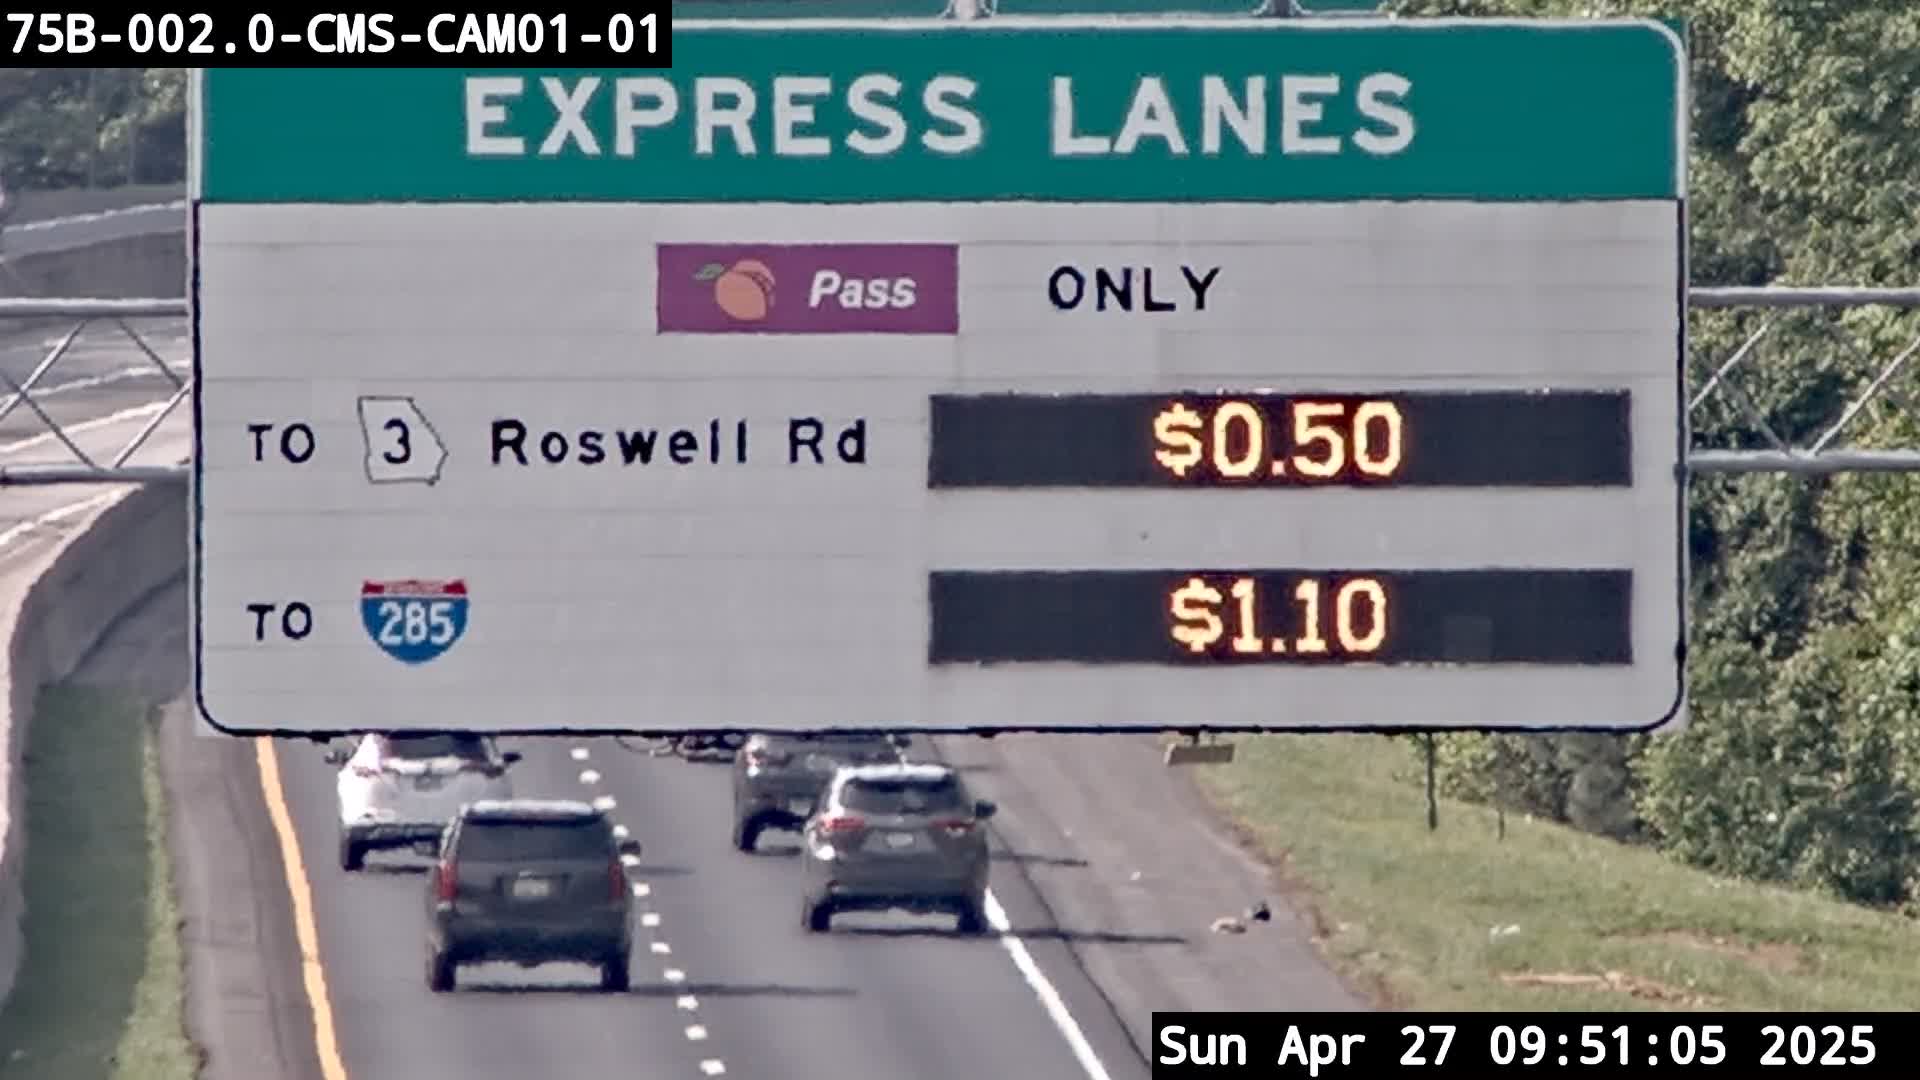 75B-002.0-CMS-CAM01-01
EXPRESS LANES
Pass ONLY
TO 3 Roswell Rd $0.50
TO 285 $1.10
Sun Apr 27 09:51:05 2025